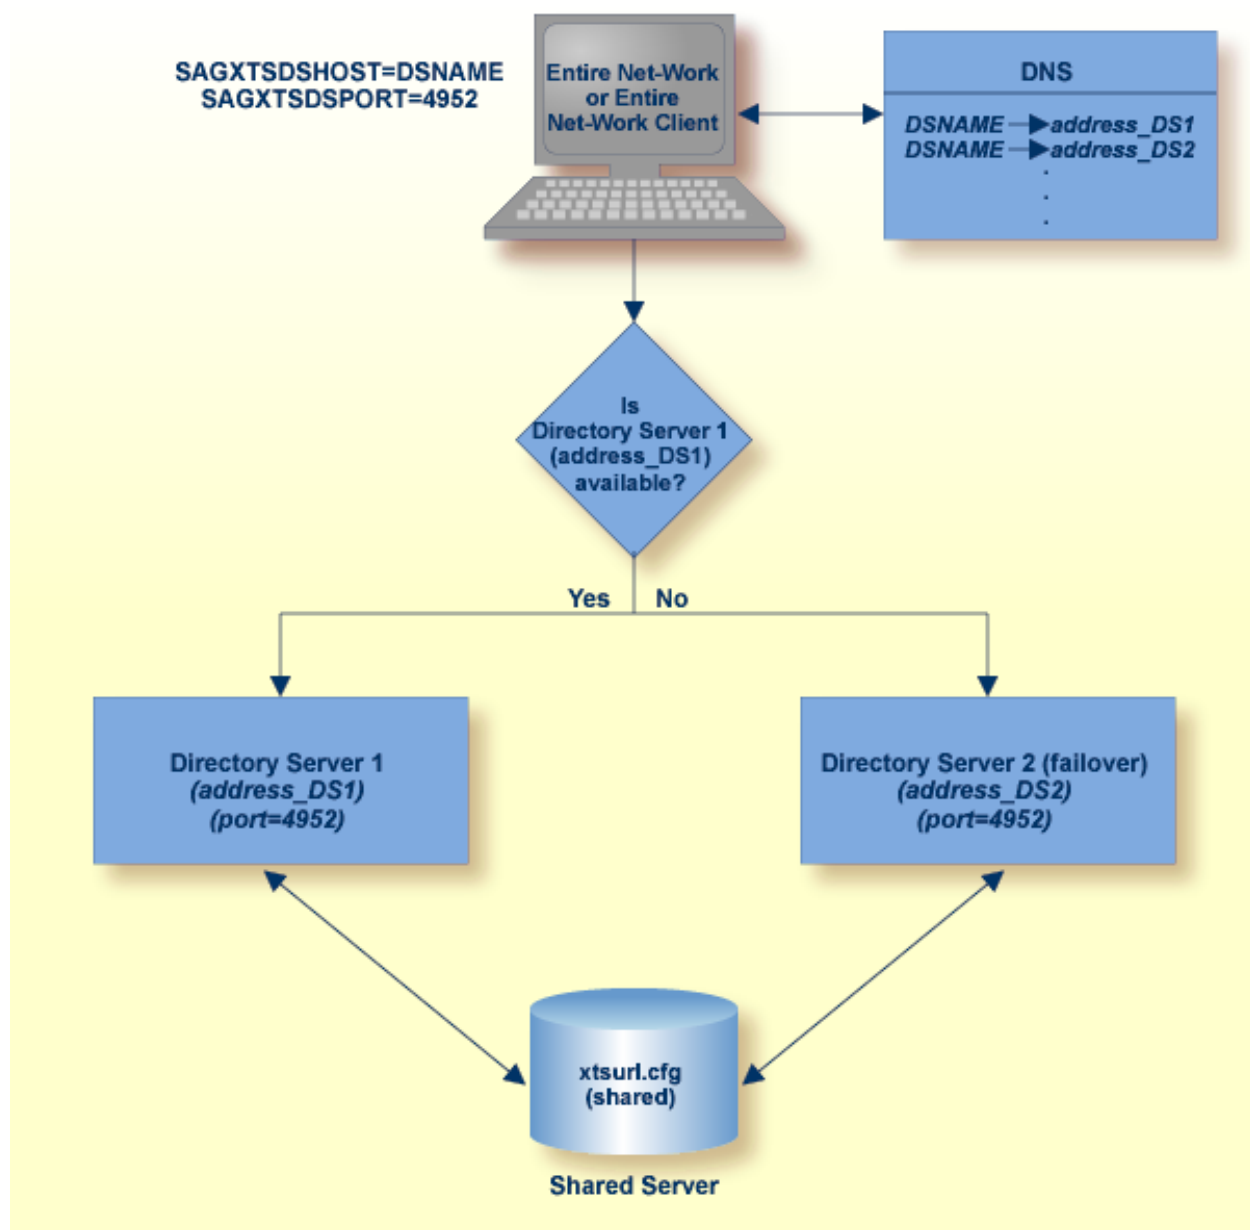 SAGXTSDSHOST=DSNAME
SAGXTSDSPORT=4952
Entire Net-Work
or Entire
Net-Work Client
DNS
DSNAME address_DS1
DSNAME address_DS2
.
.
.
Is
Directory Server 1
(address_DS1)
available?
Yes No
Directory Server 1
(address_DS1)
(port=4952)
Directory Server 2 (failover)
(address_DS2)
(port=4952)
xtsurl.cfg
(shared)
Shared Server